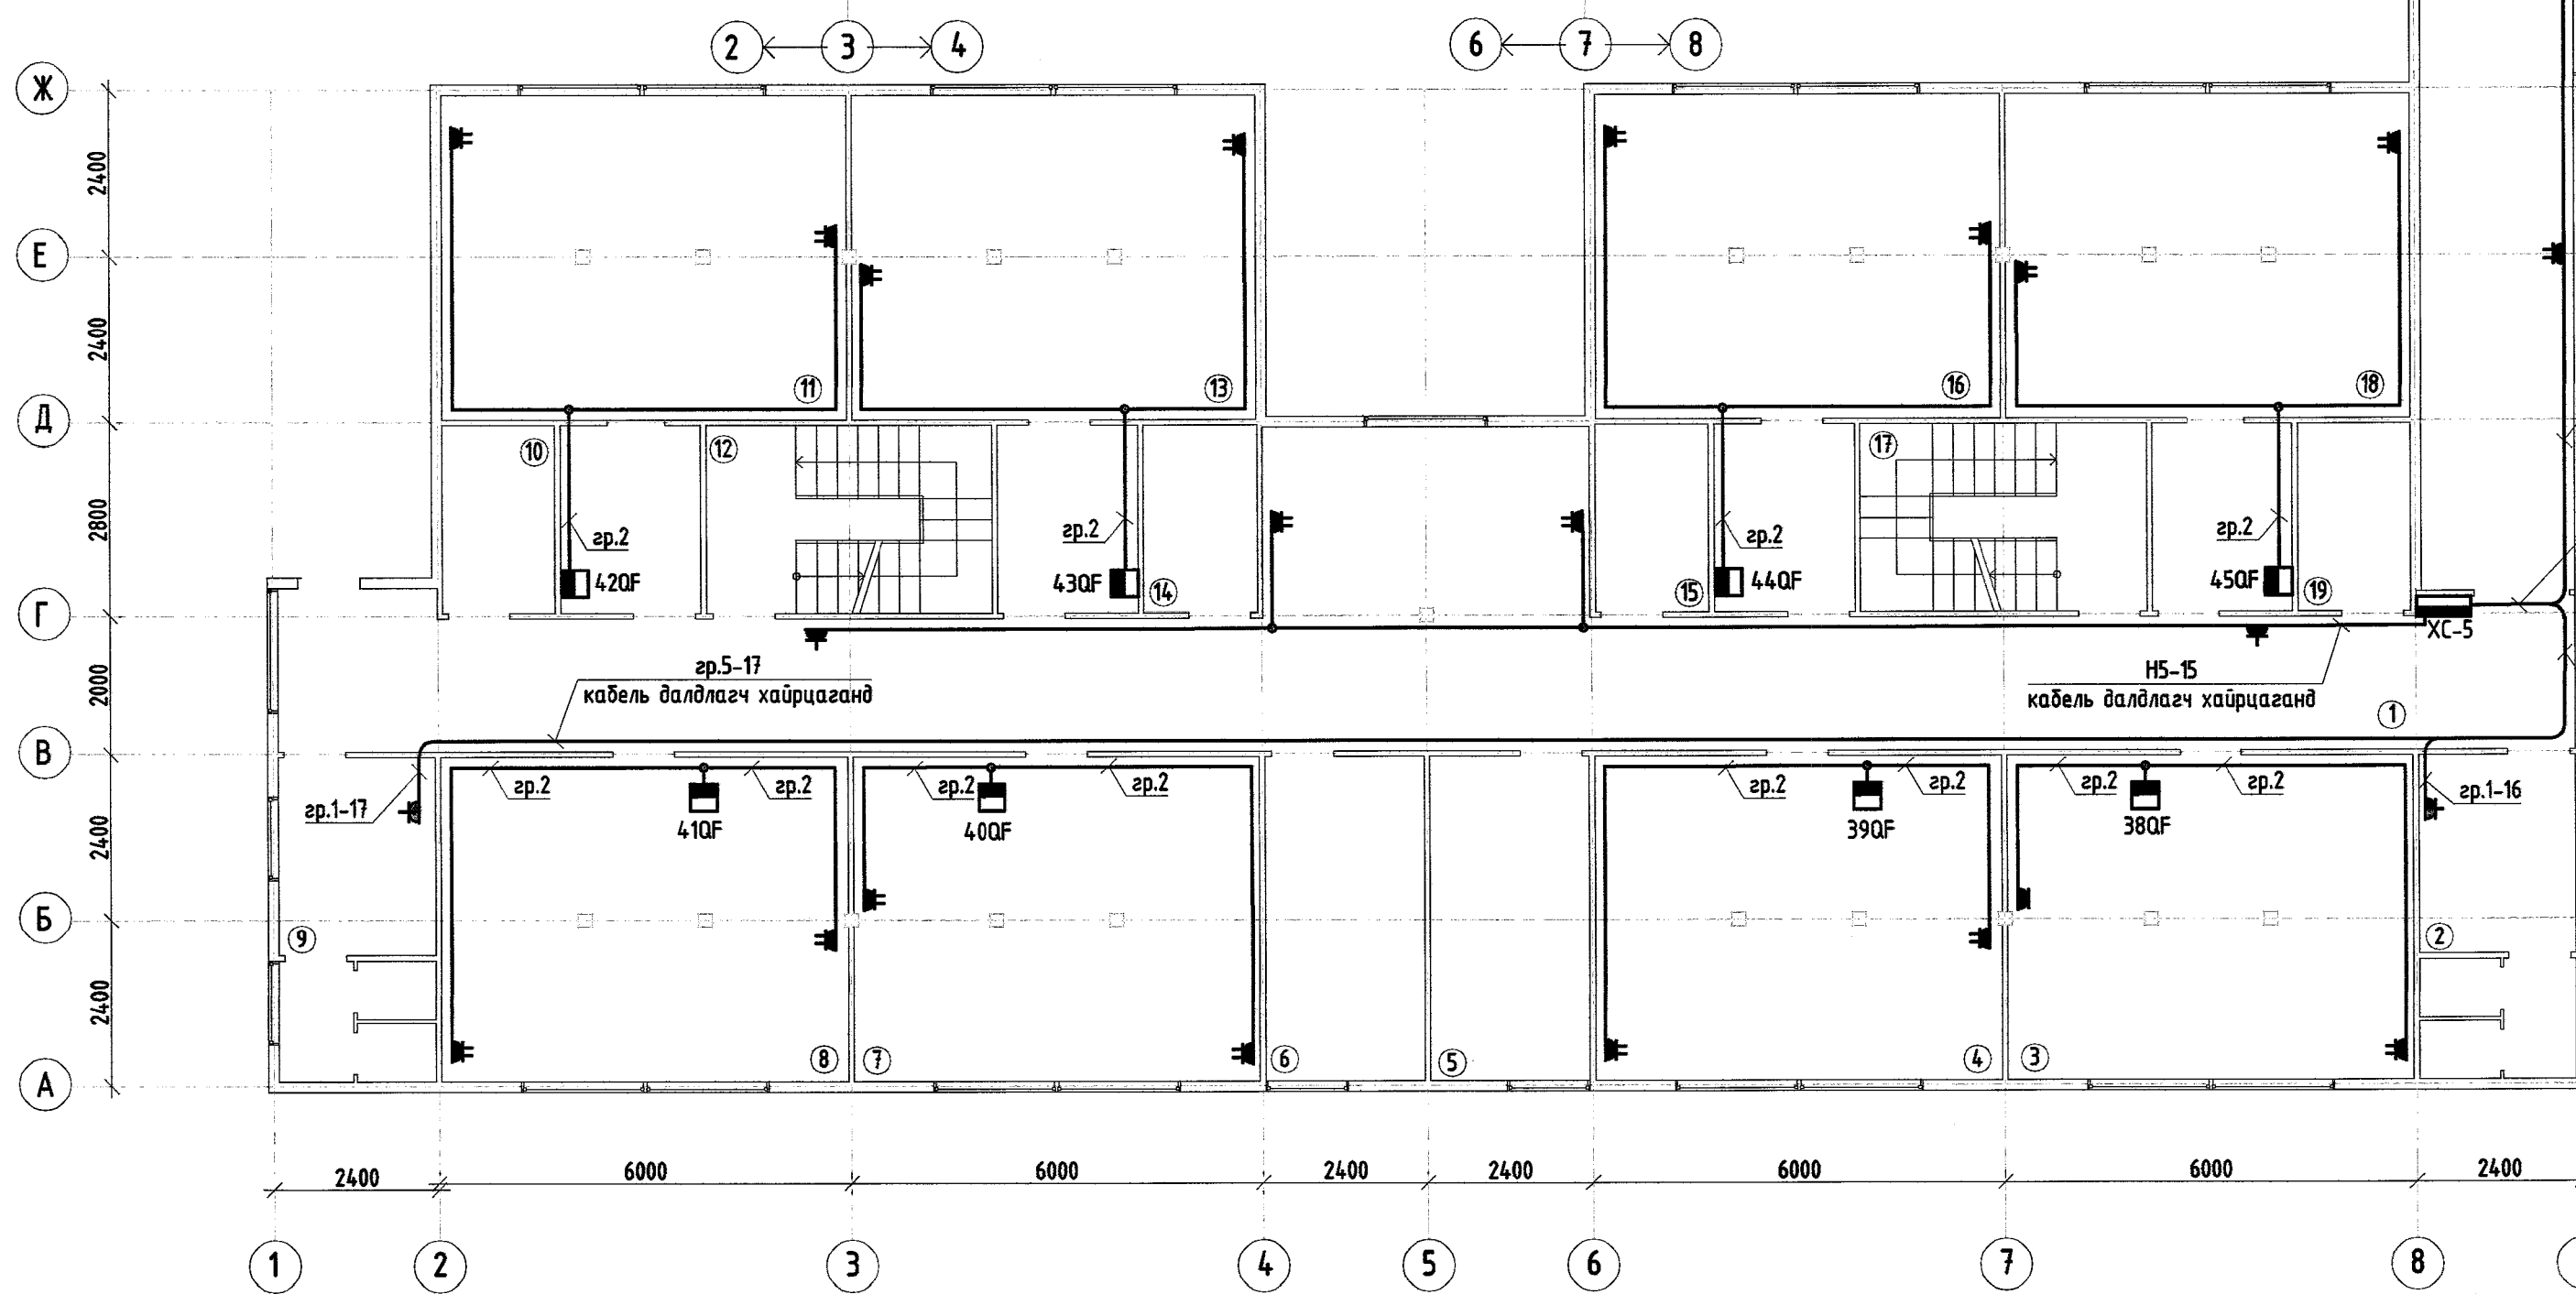 2 3 4 6 7 8
Ж
2400
Е
2400
11 13 16 18
Д
10 12 17
2800
гр.2 гр.2 гр.2 гр.2
42QF 43QF 14 15 44QF 45QF 19
Г
ХС-5
2000
гр.5-17
кабель далдлагч хайрцаганд
Н5-15
кабель далдлагч хайрцаганд
1
В
гр.2 гр.2 гр.2 гр.2 гр.2 гр.2 гр.2 гр.2
гр.1-17 гр.1-16
41QF 40QF 39QF 38QF
2400
Б
9 2
2400
8 7 6 5 4 3
А
2400 6000 6000 2400 2400 6000 6000 2400
1 2 3 4 5 6 7 8